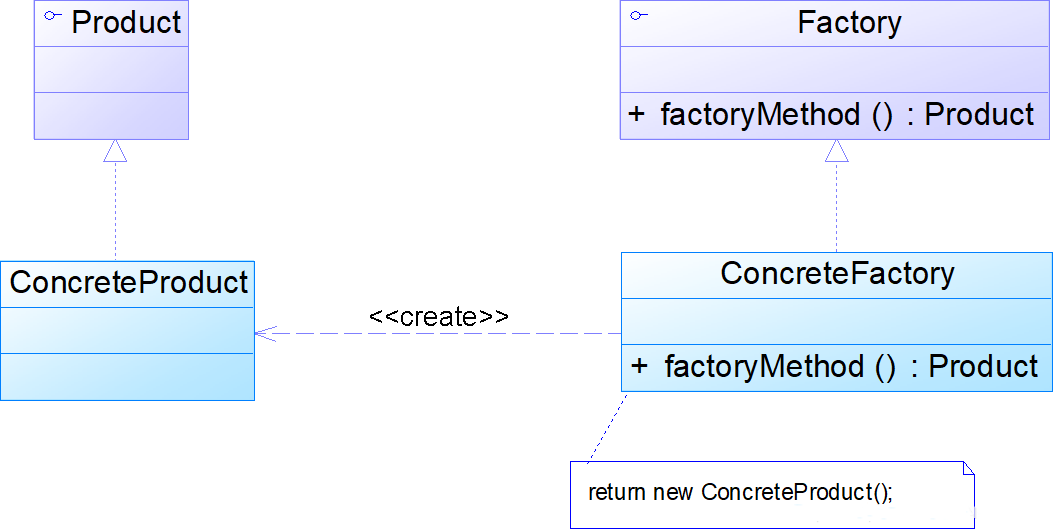 Product
Factory
+ factoryMethod () : Product
ConcreteProduct
ConcreteFactory
<<create>>
+ factoryMethod () : Product
return new ConcreteProduct();